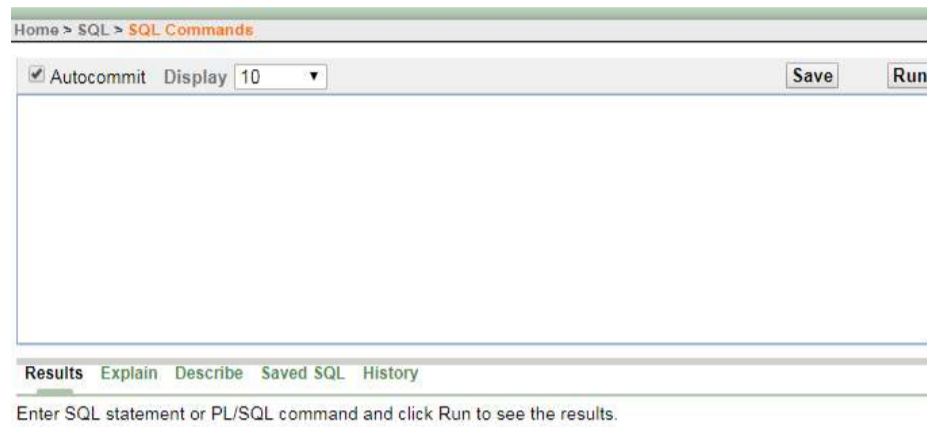 Home > SQL > SQL Commands
Autocommit Display 10 Save Run
Results Explain Describe Saved SQL History
Enter SQL statement or PL/SQL command and click Run to see the results.